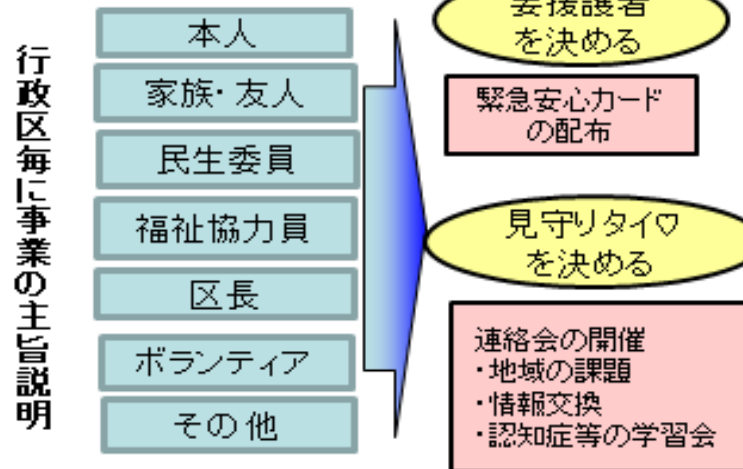 行政区毎に事業の主旨説明
本人
家族・友人
民生委員
福祉協力員
区長
ボランティア
その他
要援護者
を決める
緊急安心カード
の配布
見守りタイ♡
を決める
連絡会の開催
・地域の課題
・情報交換
・認知症等の学習会